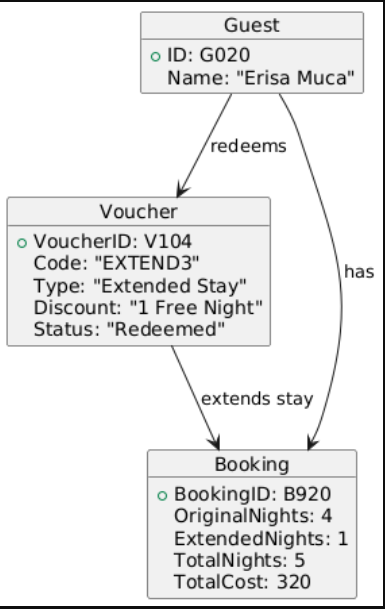 Guest
ID: G020
Name: "Erisa Muca"
redeems
Voucher
VoucherID: V104
Code: "EXTEND3"
Type: "Extended Stay"
Discount: "1 Free Night"
Status: "Redeemed"
has
extends stay
Booking
BookingID: B920
OriginalNights: 4
ExtendedNights: 1
TotalNights: 5
TotalCost: 320